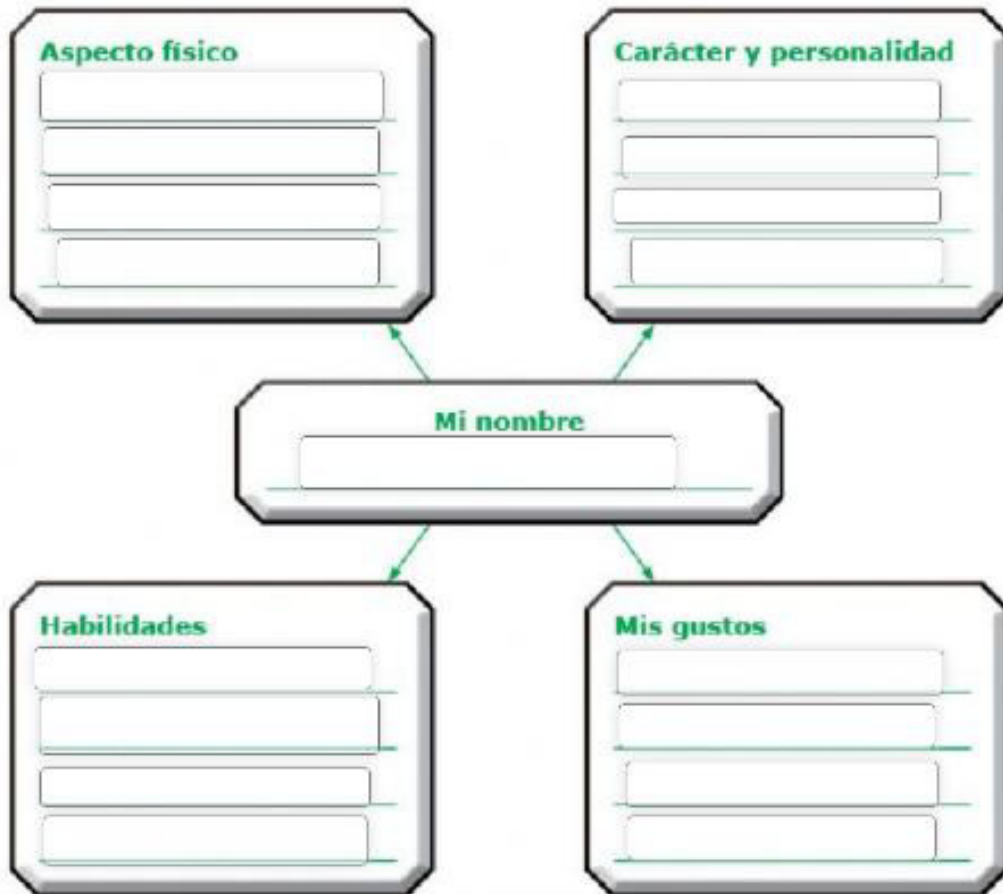 Aspecto físico
Carácter y personalidad
Mi nombre
Habilidades
Mis gustos